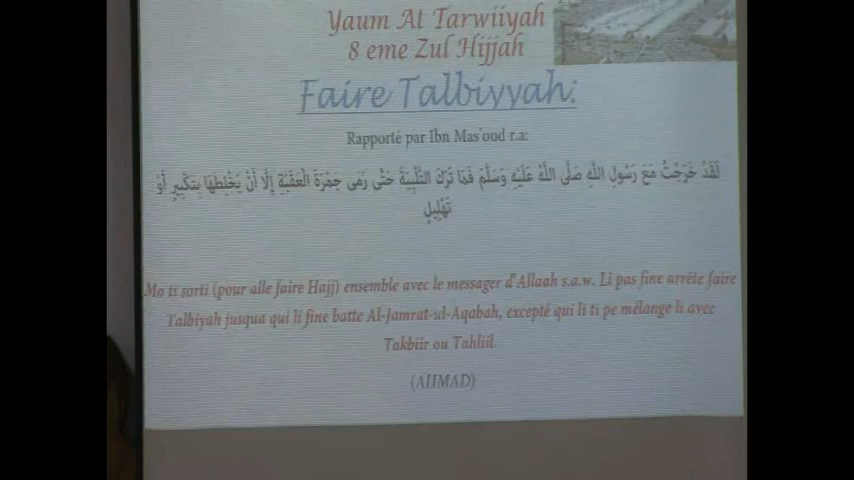 Yaum At Tarwiiyah
8 eme Zul Hijjah
Faire Talbiyyah:
Rapporté par Ibn Mas'oud r.a:
لَقَدْ خَرَجْتُ مَعَ رَسُولِ اللَّهِ صَلَّى اللَّهُ عَلَيْهِ وَسَلَّمَ فَمَا تَرَكَ التَّلْبِيَةَ حَتَّى رَمَى جَمْرَةَ الْعَقَبَةِ إِلَّا أَنْ يَخْلِطَهَا بِتَكْبِيرٍ أَوْ
تَهْلِيلٍ
Mo ti sorti (pour alle faire Hajj) ensemble avec le messager d'Allaah s.a.w. Li pas fine arrête faire
Talbiyah jusqua qui li fine batte Al-Jamrat-ul-Aqabah, excepté qui li ti pe mélange li avec
Takbiir ou Tahliil.
(AHMAD)